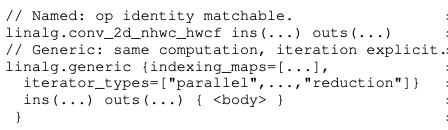 // Named: op identity matchable.
linalg.conv_2d_nhwc_hwcf ins(...) outs(...)
// Generic: same computation, iteration explicit.
linalg.generic {indexing_maps=[...],
iterator_types=["parallel",...,"reduction"]}
ins(...) outs(...) { <body> }
}